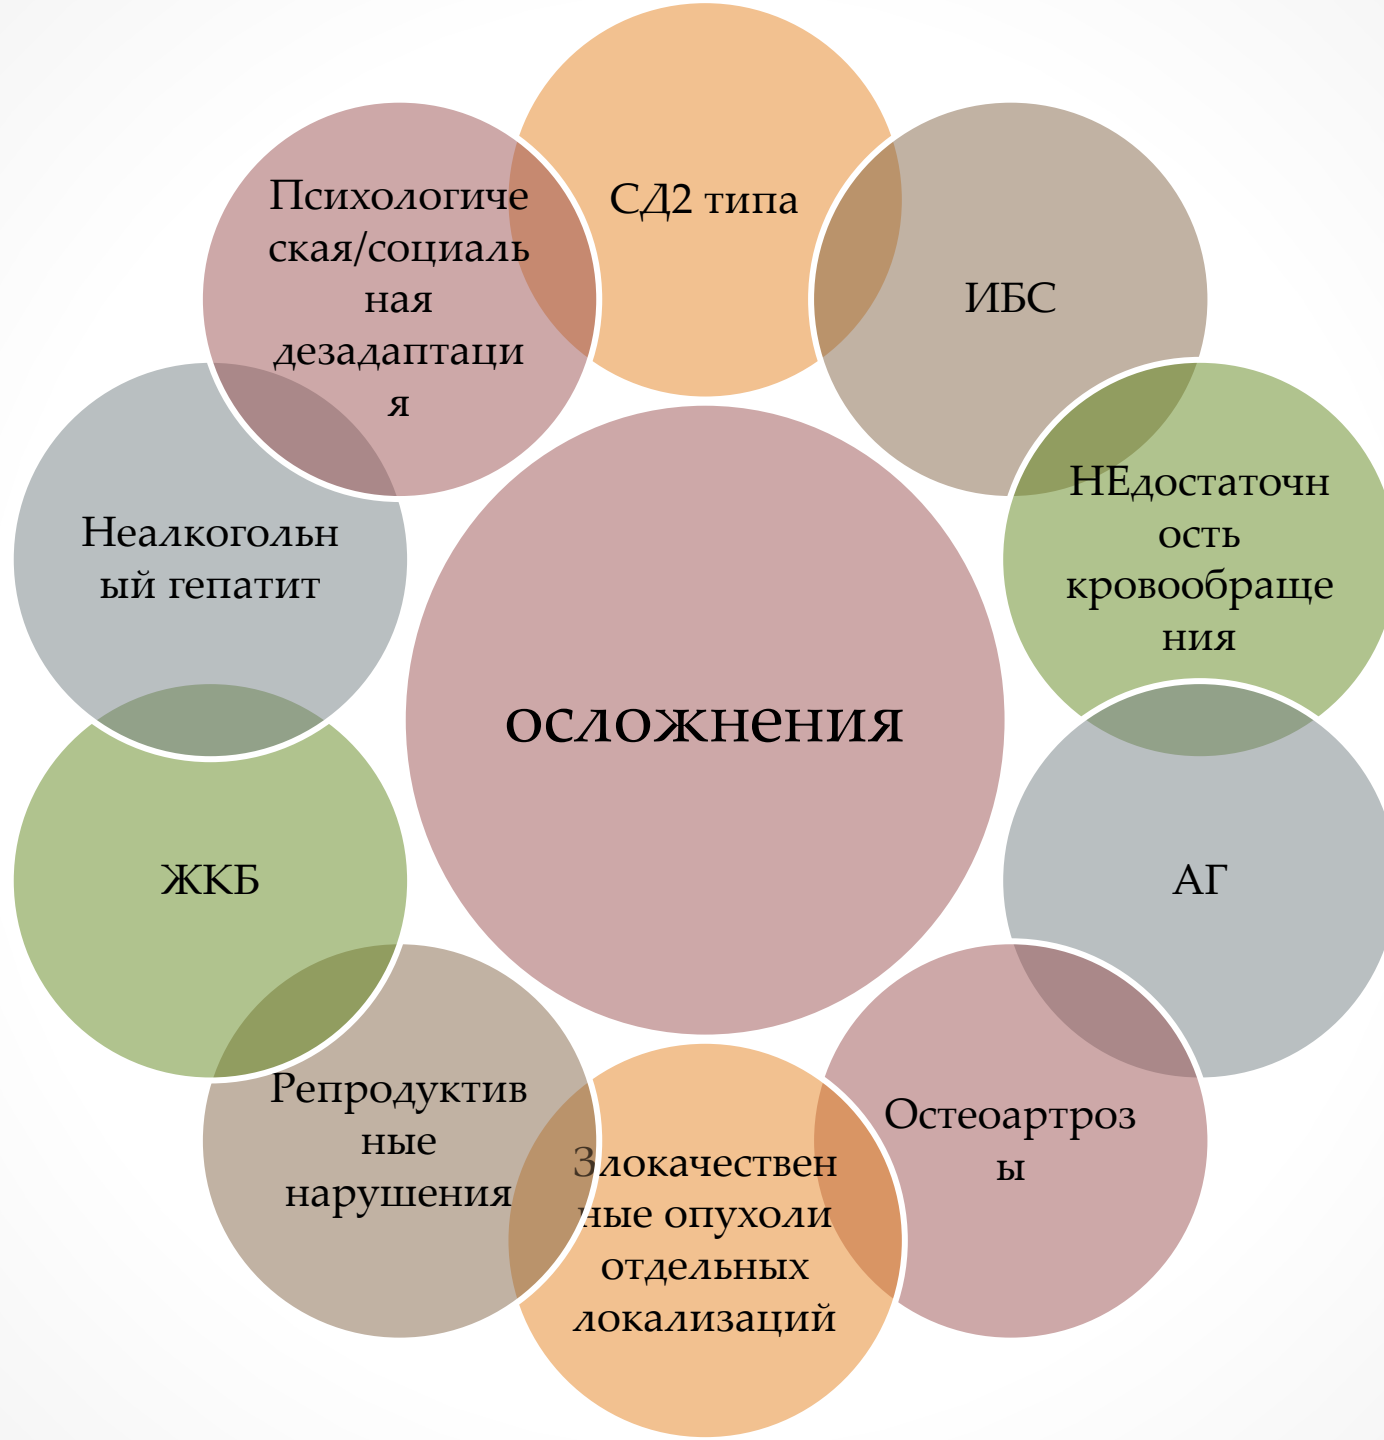 СД2 типа
ИБС
НЕдостаточн
ость
кровообраще
ния
АГ
Остеоартроз
ы
Злокачествен
ные опухоли
отдельных
локализаций
Репродуктив
ные
нарушения
ЖКБ
Неалкогольн
ый гепатит
Психологиче
ская/социаль
ная
дезадаптаци
я
осложнения